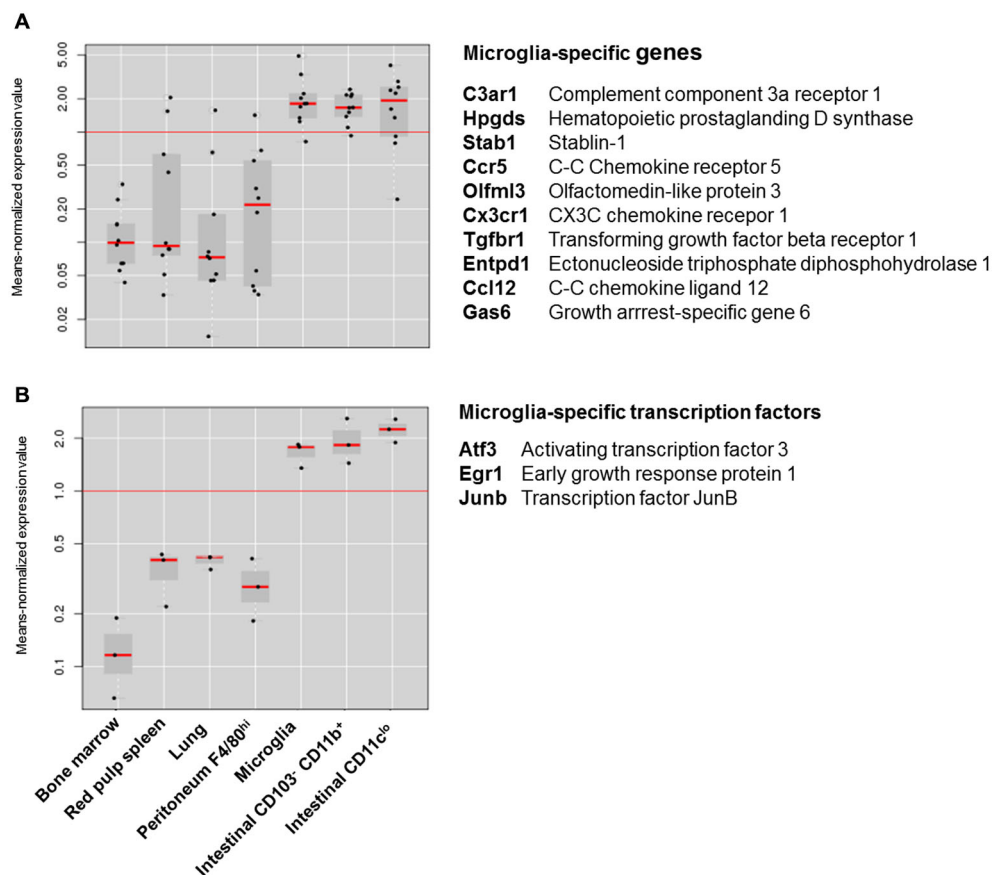 A
Means-normalized expression value
5.00
2.00
0.50
0.20
0.10
0.05
0.02
Microglia-specific genes
C3ar1 Complement component 3a receptor 1
Hpgds Hematopoietic prostaglanding D synthase
Stab1 Stablin-1
Ccr5 C-C Chemokine receptor 5
Olfml3 Olfactomedin-like protein 3
Cx3cr1 CX3C chemokine recepor 1
Tgfbr1 Transforming growth factor beta receptor 1
Entpd1 Ectonucleoside triphosphate diphosphohydrolase 1
Ccl12 C-C chemokine ligand 12
Gas6 Growth arrrest-specific gene 6
B
Means-normalized expression value
2.0
1.0
0.5
0.2
0.1
Bone marrow
Red pulp spleen
Lung
Peritoneum F4/80hi
Microglia
Intestinal CD103- CD11b+
Intestinal CD11clo
Microglia-specific transcription factors
Atf3 Activating transcription factor 3
Egr1 Early growth response protein 1
Junb Transcription factor JunB